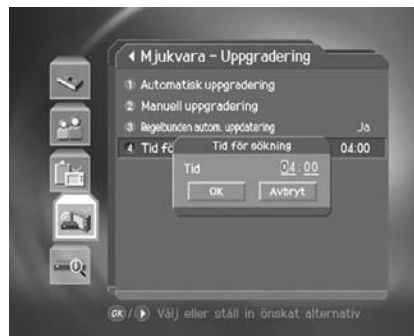 Mjukvara - Uppgradering
1 Automatisk uppgradering
2 Manuell uppgradering
3 Regelbunden autom. uppdatering Ja
4 Tid fö 04:00
Tid för sökning
Tid 04:00
OK Avbryt
OK / Välj eller ställ in önskat alternativ